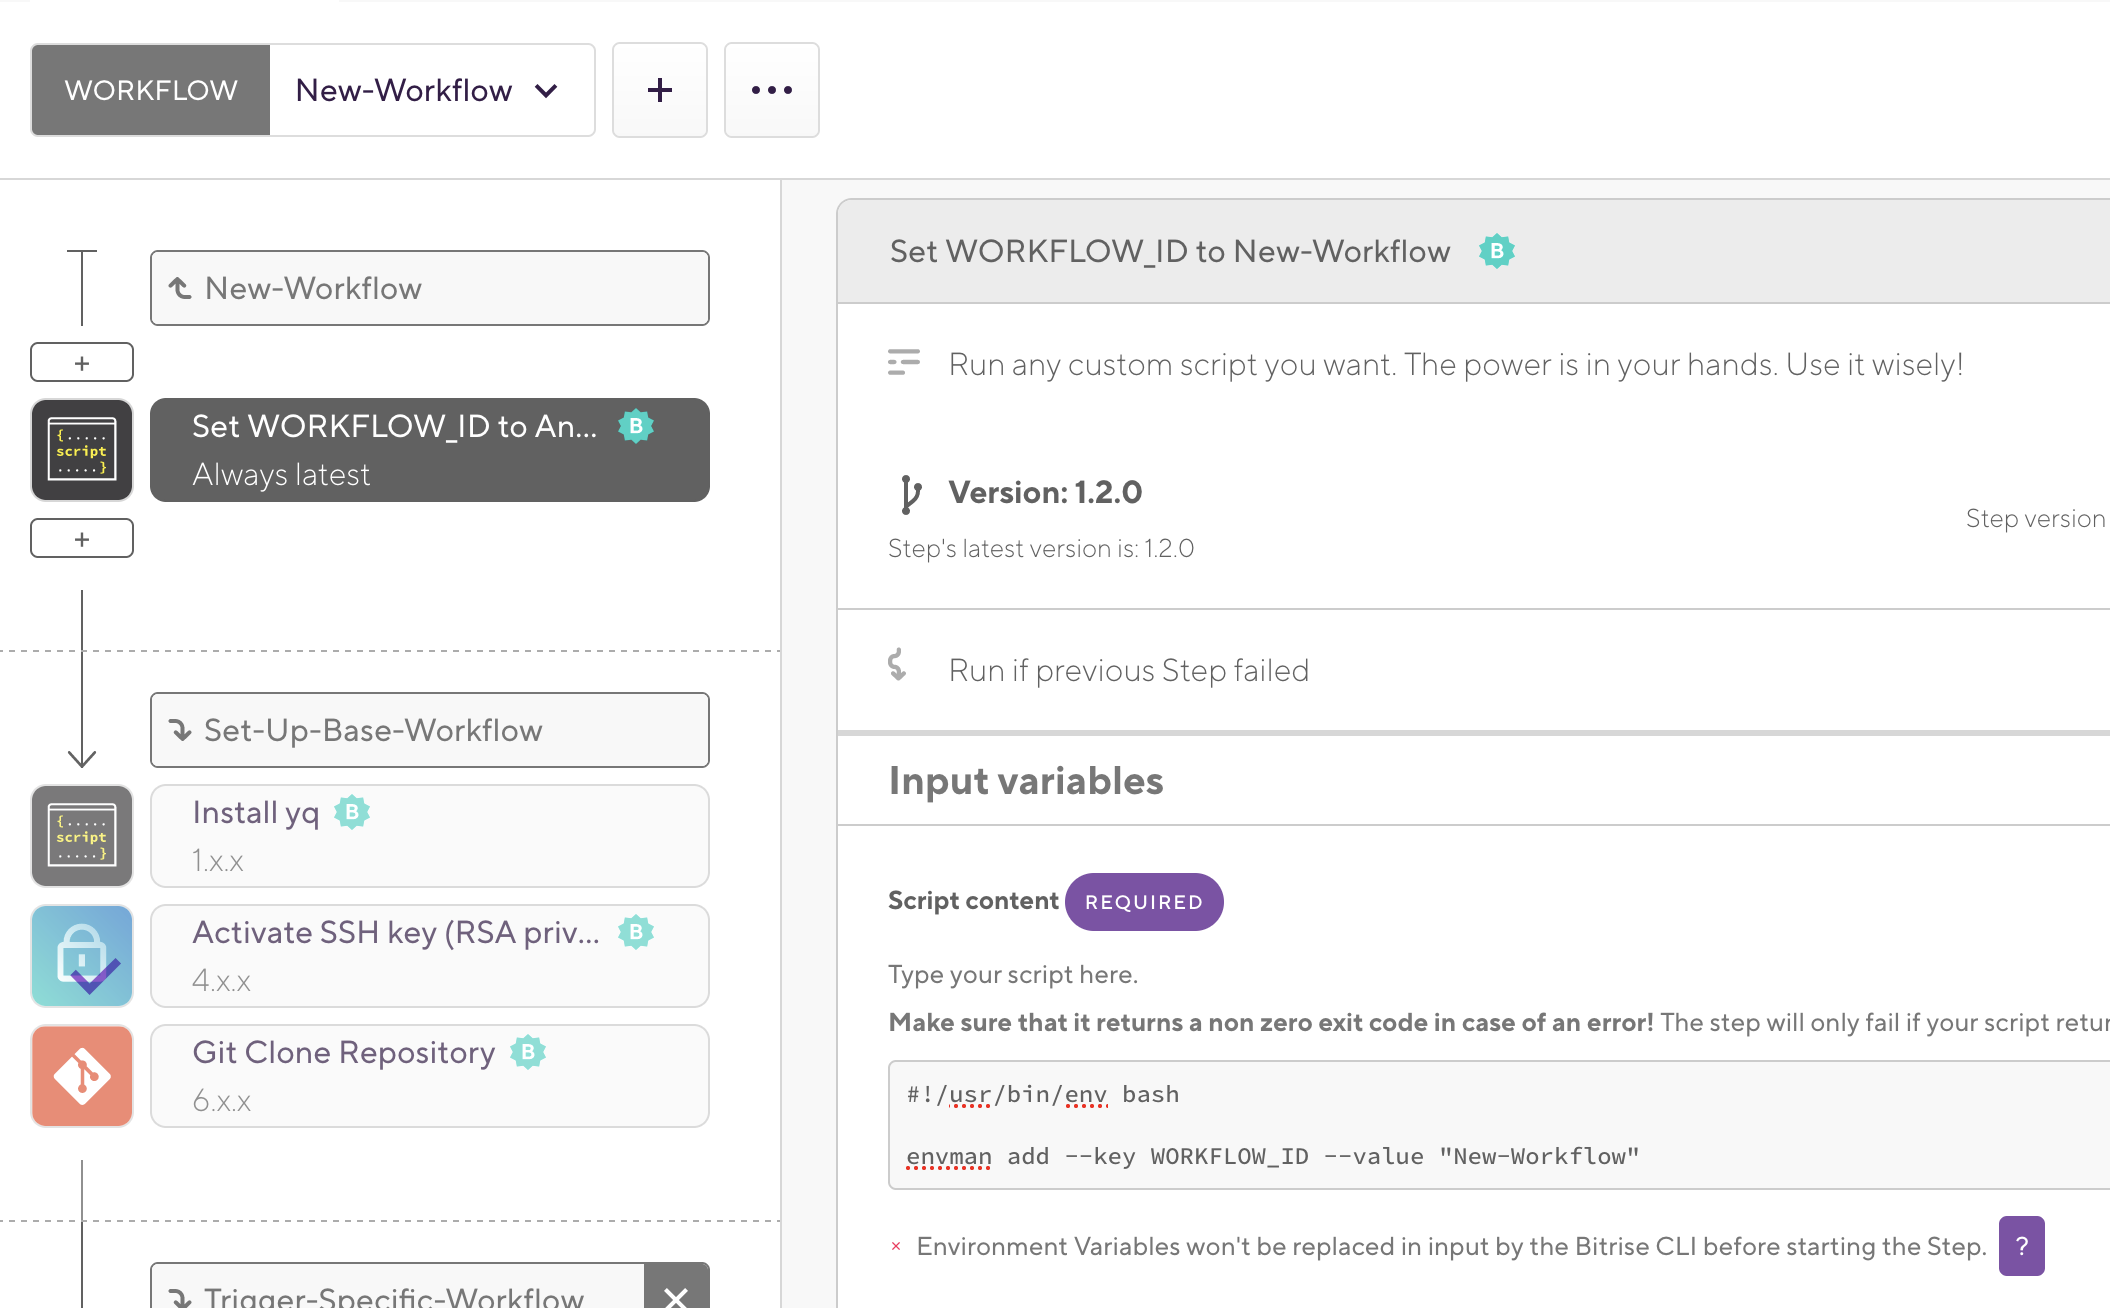 WORKFLOW
New-Workflow
+
New-Workflow
+
{.....
script
.....}
Set WORKFLOW_ID to An...
B
Always latest
+
Set-Up-Base-Workflow
{.....
script
.....}
Install yq
B
1.x.x
Activate SSH key (RSA priv...
B
4.x.x
Git Clone Repository
B
6.x.x
Trigger-Specific-Workflow
Set WORKFLOW_ID to New-Workflow
B
Run any custom script you want. The power is in your hands. Use it wisely!
Version: 1.2.0
Step version
Step's latest version is: 1.2.0
Run if previous Step failed
Input variables
Script content REQUIRED
Type your script here.
Make sure that it returns a non zero exit code in case of an error! The step will only fail if your script retur
#!/usr/bin/env bash
envman add --key WORKFLOW_ID --value "New-Workflow"
× Environment Variables won't be replaced in input by the Bitrise CLI before starting the Step. ?